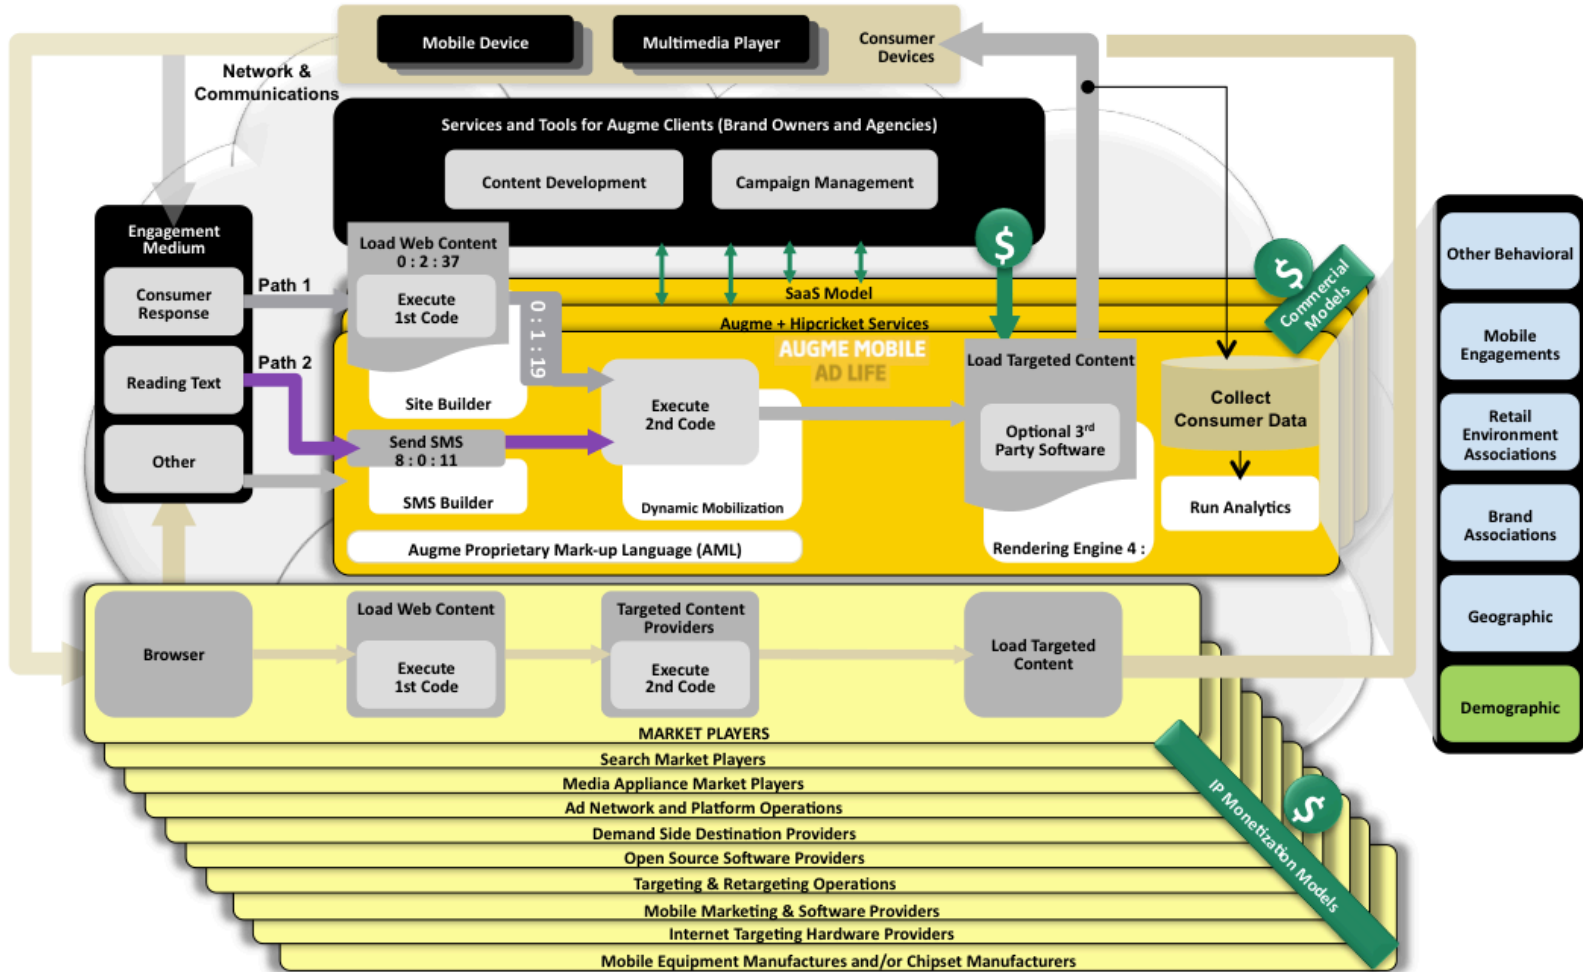 Mobile Device
Multimedia Player
Consumer
Devices
Network &
Communications
Services and Tools for Augme Clients (Brand Owners and Agencies)
Content Development
Campaign Management
Engagement
Medium
Consumer
Response
Reading Text
Other
Path 1
Path 2
Load Web Content
0 : 2 : 37
Execute
1st Code
0 : 1 : 19
Site Builder
Send SMS
8 : 0 : 11
SMS Builder
$
$
Commercial
Models
SaaS Model
Augme + Hipcricket Services
AUGME MOBILE
AD LIFE
Execute
2nd Code
Dynamic Mobilization
Load Targeted Content
Optional 3rd
Party Software
Rendering Engine 4 :
Collect
Consumer Data
Run Analytics
Augme Proprietary Mark-up Language (AML)
Other Behavioral
Mobile
Engagements
Retail
Environment
Associations
Brand
Associations
Geographic
Demographic
Browser
Load Web Content
Execute
1st Code
Targeted Content
Providers
Execute
2nd Code
Load Targeted
Content
MARKET PLAYERS
Search Market Players
Media Appliance Market Players
Ad Network and Platform Operations
Demand Side Destination Providers
Open Source Software Providers
Targeting & Retargeting Operations
Mobile Marketing & Software Providers
Internet Targeting Hardware Providers
Mobile Equipment Manufactures and/or Chipset Manufacturers
IP Monetization Models
$